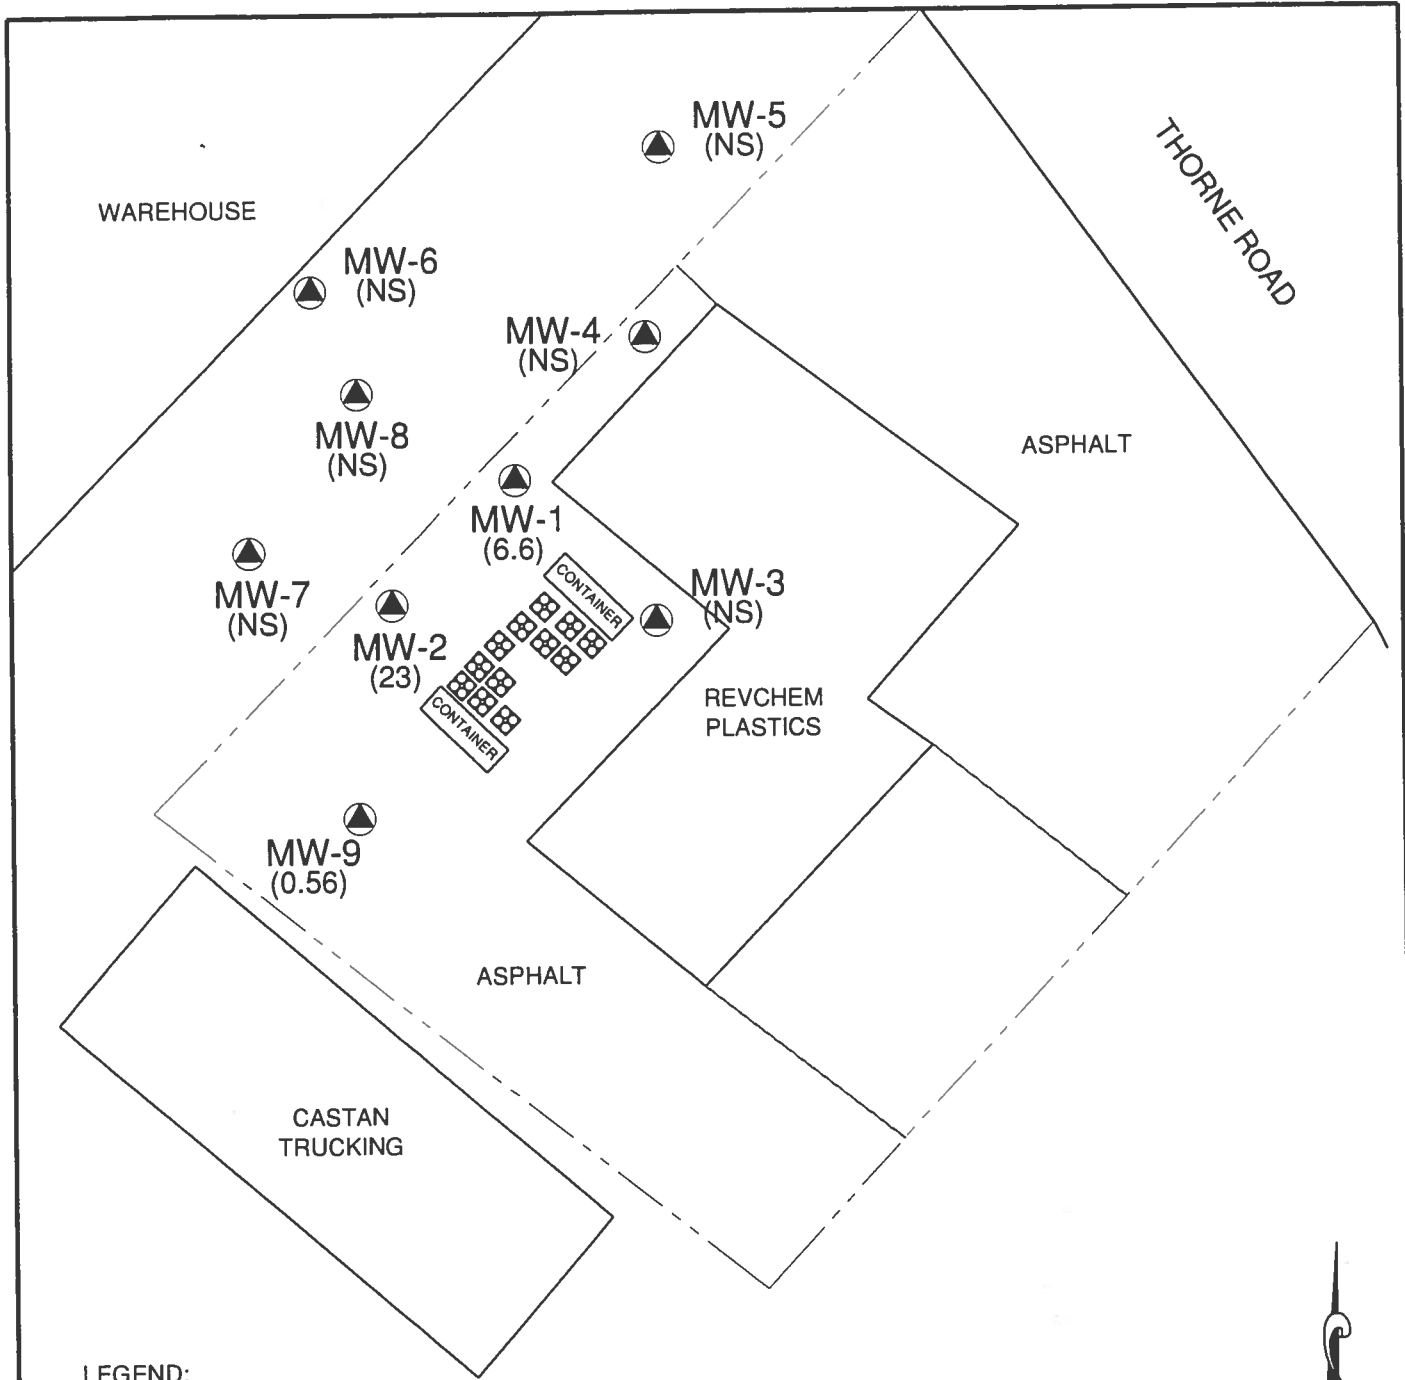 MW-5
(NS)
THORNE ROAD
WAREHOUSE
MW-6
(NS)
MW-4
(NS)
MW-8
(NS)
ASPHALT
MW-1
(6.6)
CONTAINER
MW-3
(NS)
MW-7
(NS)
MW-2
(23)
CONTAINER
REVCHEM
PLASTICS
MW-9
(0.56)
ASPHALT
CASTAN
TRUCKING
LEGEND: